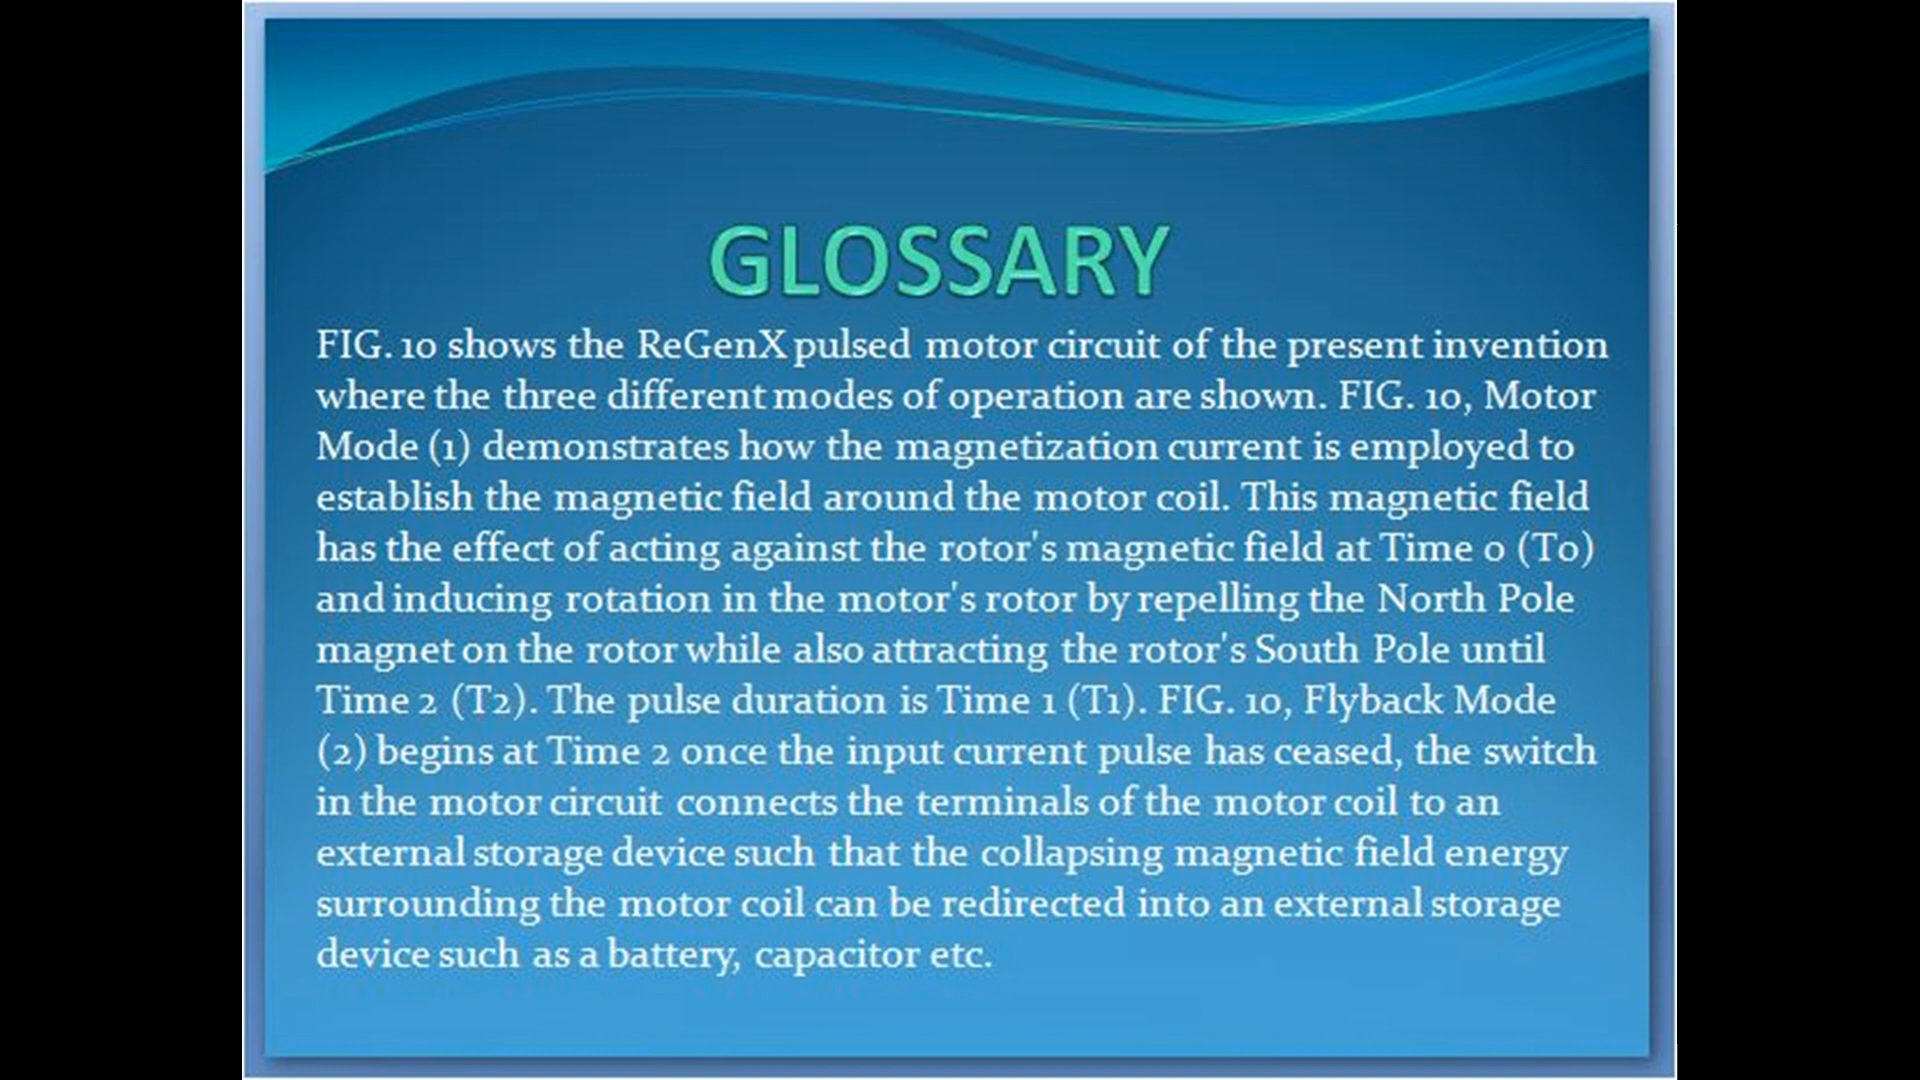 GLOSSARY
FIG. 10 shows the ReGenX pulsed motor circuit of the present invention
where the three different modes of operation are shown. FIG. 10, Motor
Mode (1) demonstrates how the magnetization current is employed to
establish the magnetic field around the motor coil. This magnetic field
has the effect of acting against the rotor's magnetic field at Time 0 (T0)
and inducing rotation in the motor's rotor by repelling the North Pole
magnet on the rotor while also attracting the rotor's South Pole until
Time 2 (T2). The pulse duration is Time 1 (T1). FIG. 10, Flyback Mode
(2) begins at Time 2 once the input current pulse has ceased, the switch
in the motor circuit connects the terminals of the motor coil to an
external storage device such that the collapsing magnetic field energy
surrounding the motor coil can be redirected into an external storage
device such as a battery, capacitor etc.